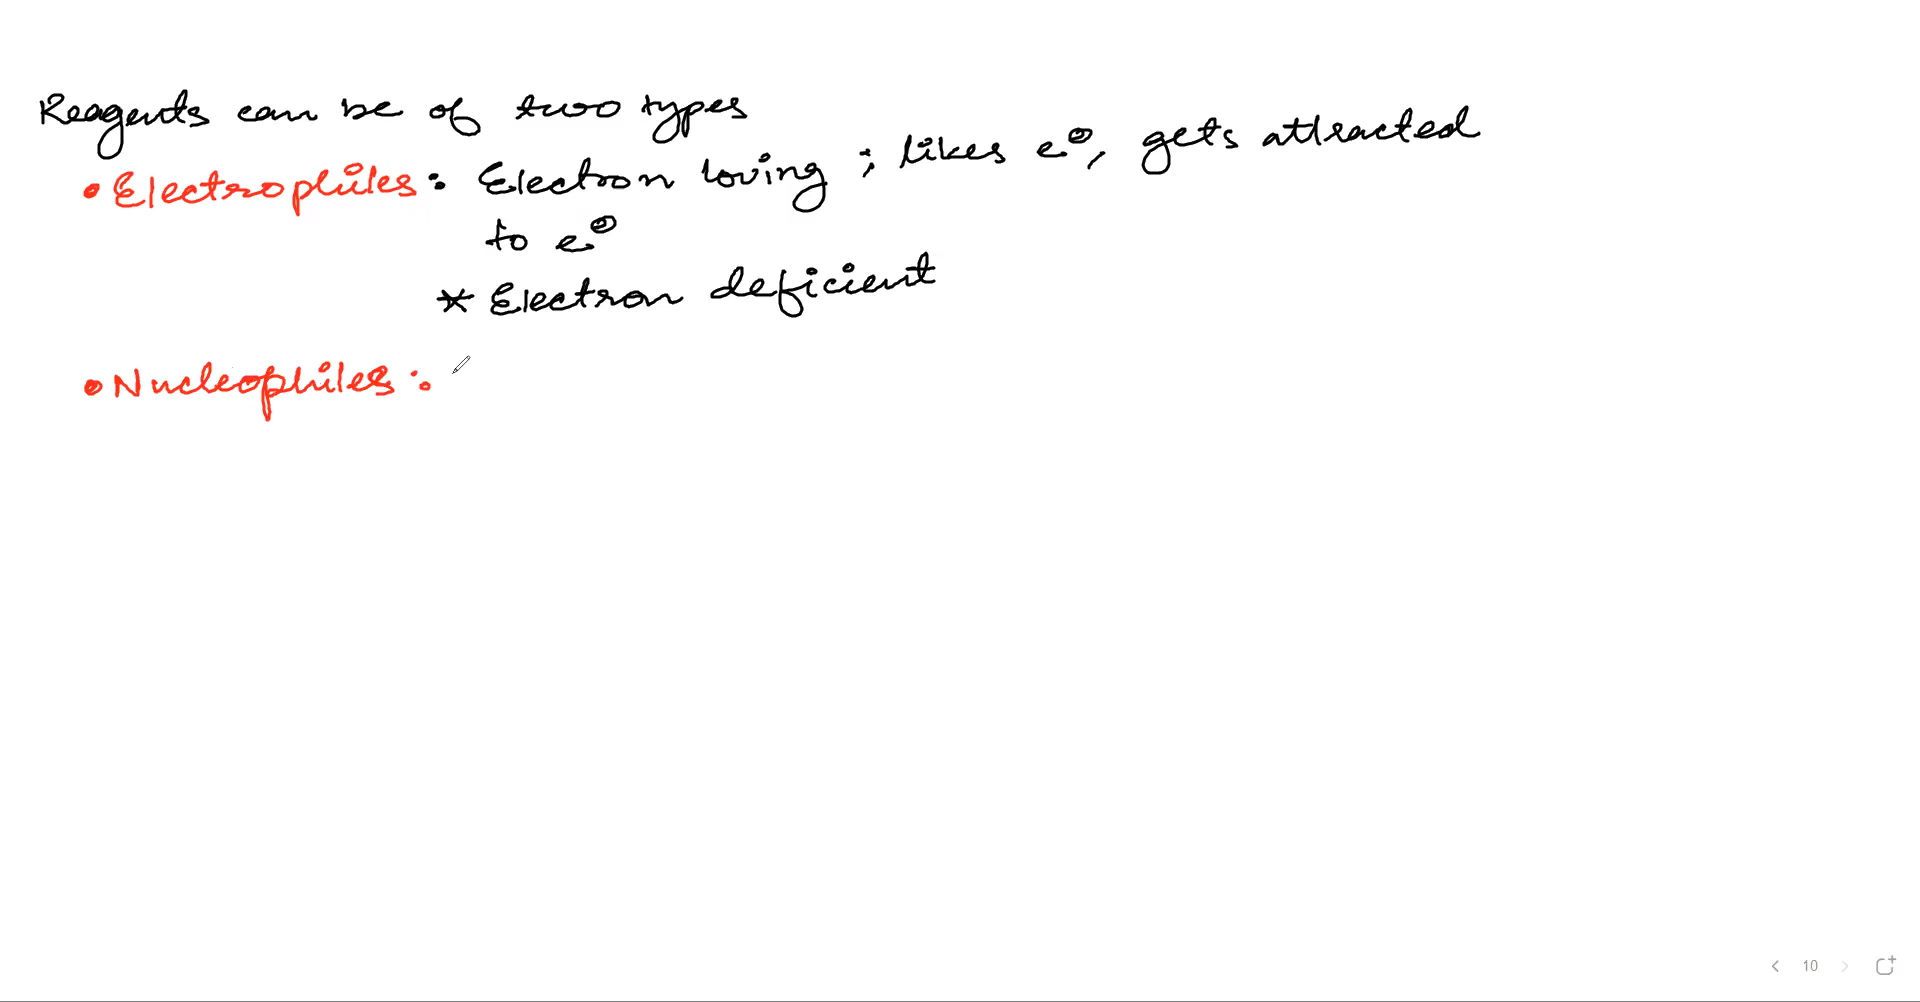 Reagents can be of two types
• Electrophiles : Electron loving ; likes e⊖, gets attracted
to e⊖
* Electron deficient
• Nucleophiles :
10